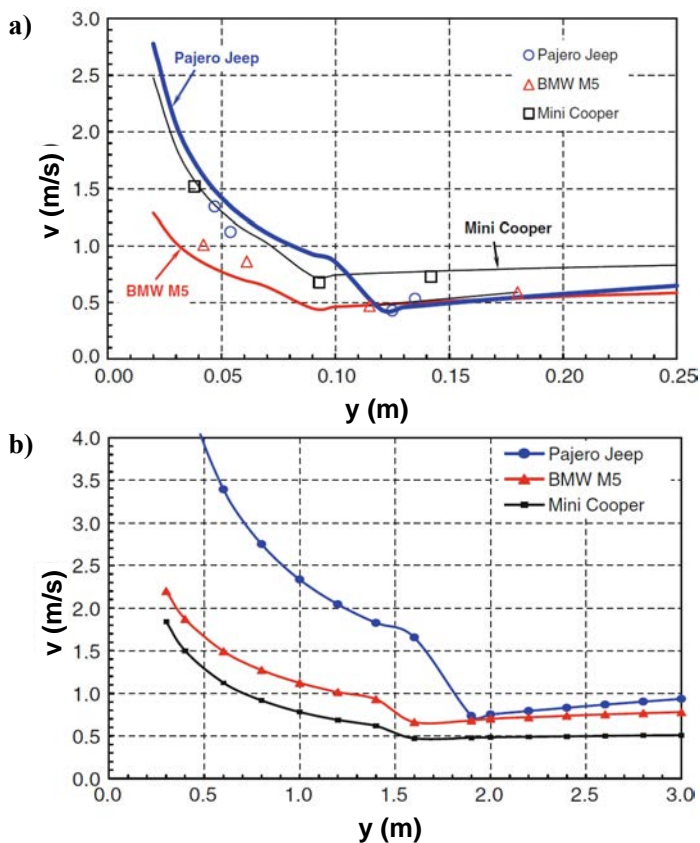 a)
3.0
2.5
2.0
1.5
1.0
0.5
0.0
v (m/s)
Pajero Jeep
BMW M5
Mini Cooper
Pajero Jeep
BMW M5
Mini Cooper
0.00 0.05 0.10 0.15 0.20 0.25
y (m)
b)
4.0
3.5
3.0
2.5
2.0
1.5
1.0
0.5
0.0
v (m/s)
Pajero Jeep
BMW M5
Mini Cooper
0.0 0.5 1.0 1.5 2.0 2.5 3.0
y (m)